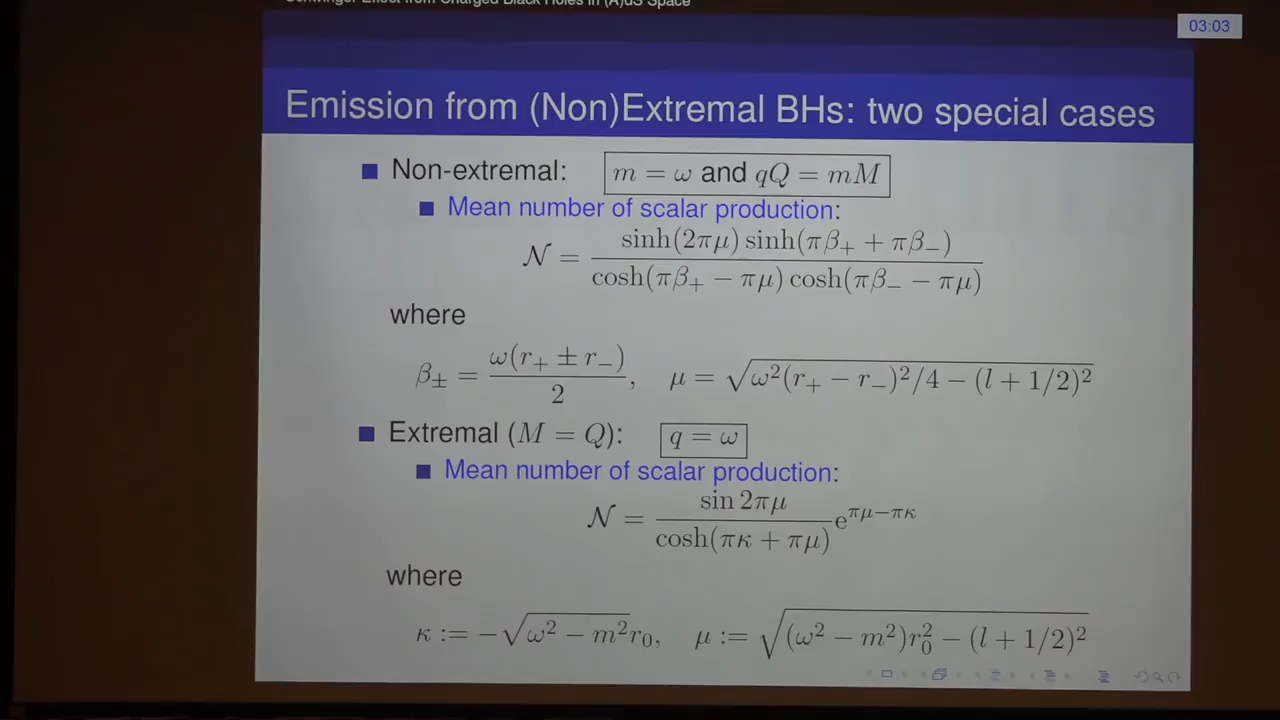 Schwinger Effect from Charged Black Holes in (A)dS Space
03:03
Emission from (Non)Extremal BHs: two special cases
Non-extremal: m = ω and qQ = mM
Mean number of scalar production:
𝒩 = sinh(2πμ) sinh(πβ₊ + πβ₋) / cosh(πβ₊ − πμ) cosh(πβ₋ − πμ)
where
β± = ω(r₊ ± r₋) / 2, μ = √(ω²(r₊ − r₋)²/4 − (l + 1/2)²)
Extremal (M = Q): q = ω
Mean number of scalar production:
𝒩 = sin 2πμ / cosh(πκ + πμ) e^(πμ−πκ)
where
κ := −√(ω² − m²) r₀, μ := √((ω² − m²)r₀² − (l + 1/2)²)